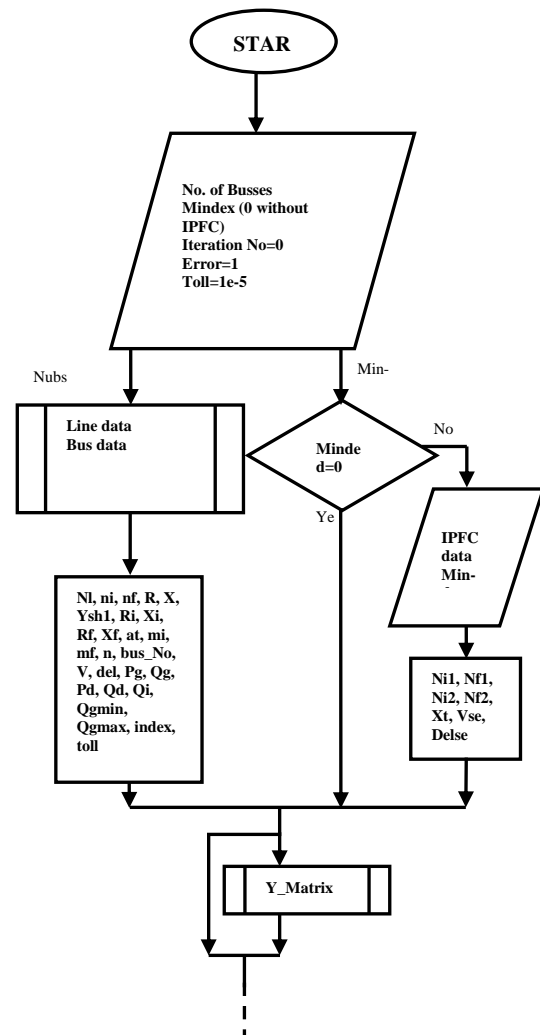 STAR
No. of Busses
Mindex (0 without
IPFC)
Iteration No=0
Error=1
Toll=1e-5
Nubs
Min-
Line data
Bus data
Minde
d=0
No
Ye
IPFC
data
Min-
Nl, ni, nf, R, X,
Ysh1, Ri, Xi,
Rf, Xf, at, mi,
mf, n, bus_No,
V, del, Pg, Qg,
Pd, Qd, Qi,
Qgmin,
Qgmax, index,
toll
Ni1, Nf1,
Ni2, Nf2,
Xt, Vse,
Delse
Y_Matrix